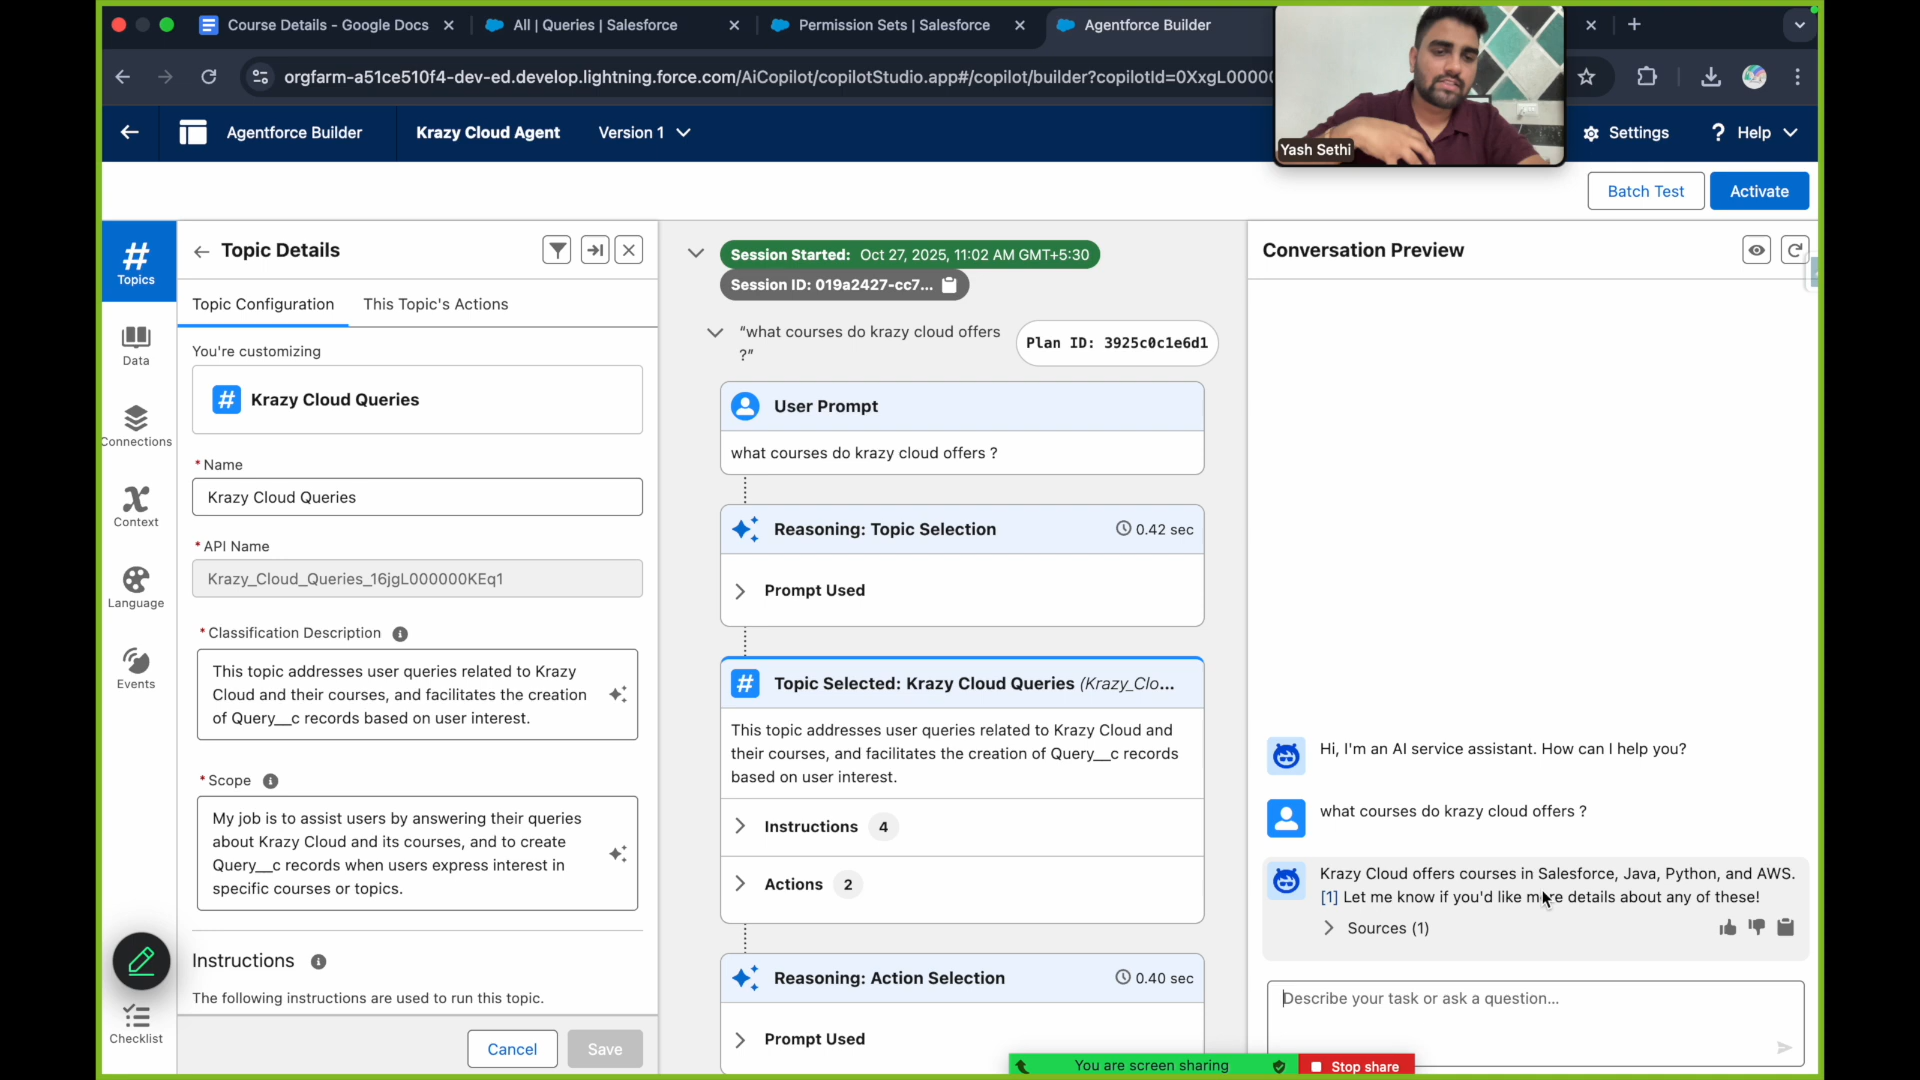 Course Details - Google Docs
All | Queries | Salesforce
Permission Sets | Salesforce
Agentforce Builder
orgfarm-a51ce510f4-dev-ed.develop.lightning.force.com/AiCopilot/copilotStudio.app#/copilot/builder?copilotId=0XxgL0000
Yash Sethi
Agentforce Builder
Krazy Cloud Agent
Version 1
Settings
? Help
Batch Test
Activate
Topics
Data
Connections
Context
Language
Events
Checklist
Topic Details
Topic Configuration
This Topic's Actions
You're customizing
# Krazy Cloud Queries
* Name
Krazy Cloud Queries
* API Name
Krazy_Cloud_Queries_16jgL000000KEq1
* Classification Description
This topic addresses user queries related to Krazy
Cloud and their courses, and facilitates the creation
of Query__c records based on user interest.
* Scope
My job is to assist users by answering their queries
about Krazy Cloud and its courses, and to create
Query__c records when users express interest in
specific courses or topics.
Instructions
The following instructions are used to run this topic.
Cancel
Save
Session Started: Oct 27, 2025, 11:02 AM GMT+5:30
Session ID: 019a2427-cc7...
"what courses do krazy cloud offers
?"
Plan ID: 3925c0c1e6d1
User Prompt
what courses do krazy cloud offers ?
Reasoning: Topic Selection
0.42 sec
Prompt Used
# Topic Selected: Krazy Cloud Queries (Krazy_Clo...
This topic addresses user queries related to Krazy Cloud and
their courses, and facilitates the creation of Query__c records
based on user interest.
Instructions 4
Actions 2
Reasoning: Action Selection
0.40 sec
Prompt Used
Conversation Preview
Hi, I'm an AI service assistant. How can I help you?
what courses do krazy cloud offers ?
Krazy Cloud offers courses in Salesforce, Java, Python, and AWS.
[1] Let me know if you'd like more details about any of these!
Sources (1)
Describe your task or ask a question...
You are screen sharing
Stop share